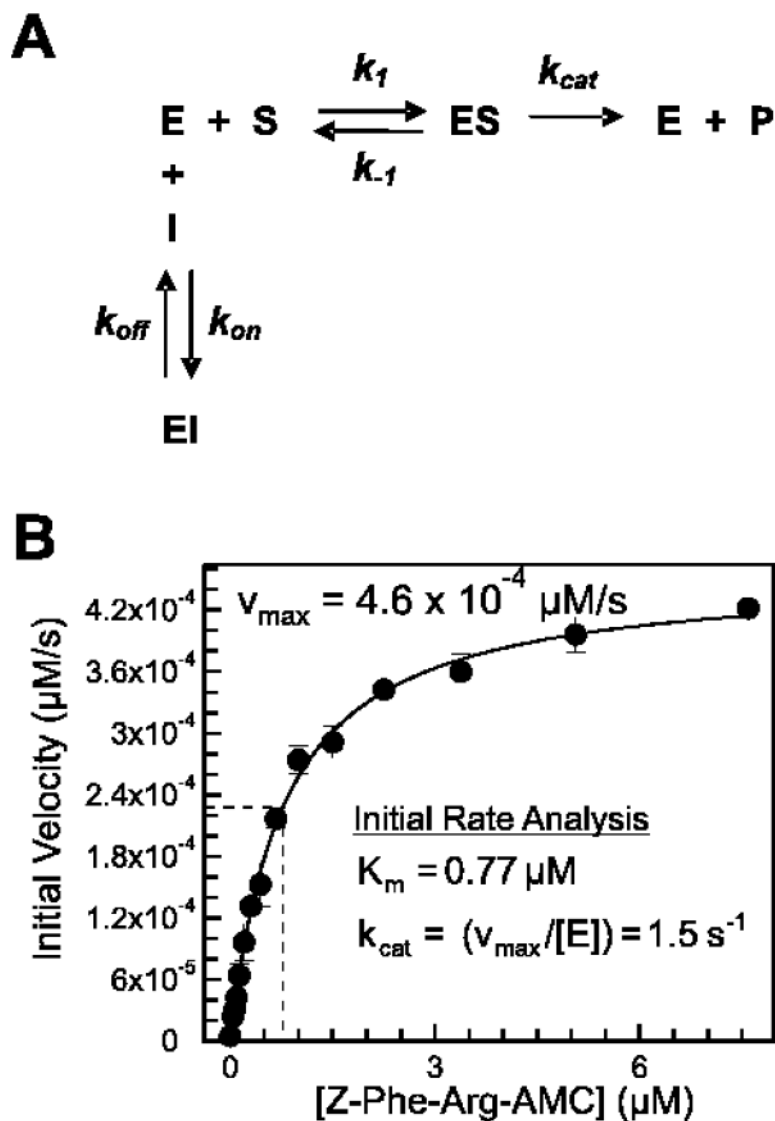 A
k1 kcat
E + S ES E + P
k-1
+
I
koff kon
EI
B
vmax = 4.6 x 10-4 µM/s
4.2x10-4
3.6x10-4
3x10-4
2.4x10-4
1.8x10-4
1.2x10-4
6x10-5
0
Initial Velocity (µM/s)
Initial Rate Analysis
Km = 0.77 µM
kcat = (vmax/[E]) = 1.5 s-1
0 3 6
[Z-Phe-Arg-AMC] (µM)